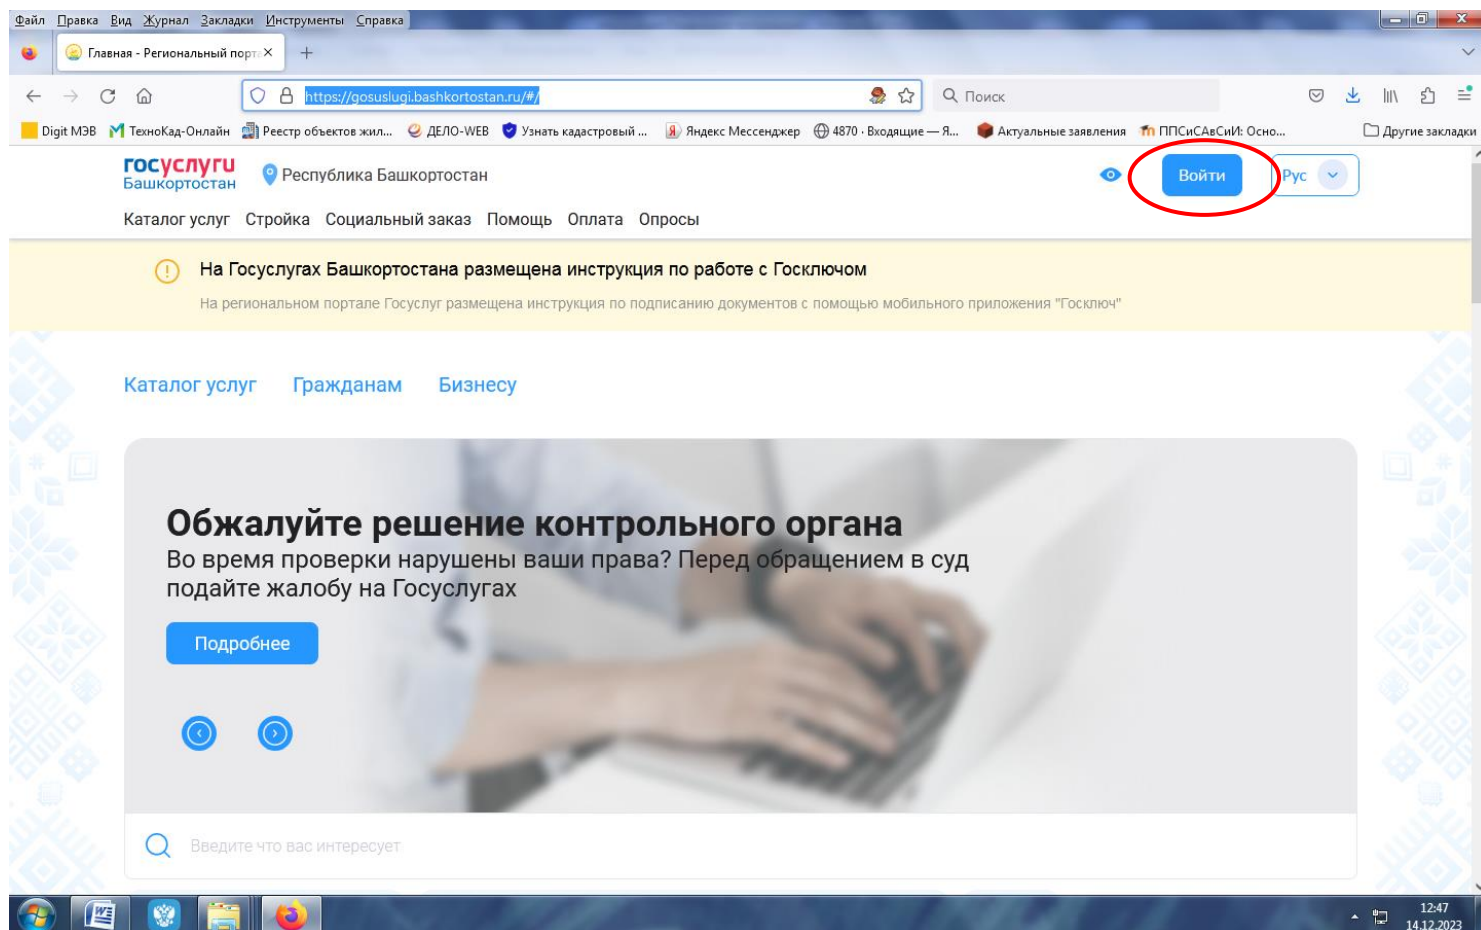 Файл Правка Вид Журнал Закладки Инструменты Справка
Главная - Региональный порта
https://gosuslugi.bashkortostan.ru/#/
Поиск
Digit МЭВ ТехноКад-Онлайн Реестр объектов жил... ДЕЛО-WEB Узнать кадастровый ... Яндекс Мессенджер 4870 · Входящие — Я... Актуальные заявления ППСиСАвСиИ: Осно... Другие закладки
госуслуги
Башкортостан
Республика Башкортостан
Войти
Рус
Каталог услуг Стройка Социальный заказ Помощь Оплата Опросы
На Госуслугах Башкортостана размещена инструкция по работе с Госключом
На региональном портале Госуслуг размещена инструкция по подписанию документов с помощью мобильного приложения "Госключ"
Каталог услуг Гражданам Бизнесу
Обжалуйте решение контрольного органа
Во время проверки нарушены ваши права? Перед обращением в суд
подайте жалобу на Госуслугах
Подробнее
Введите что вас интересует
12:47
14.12.2023